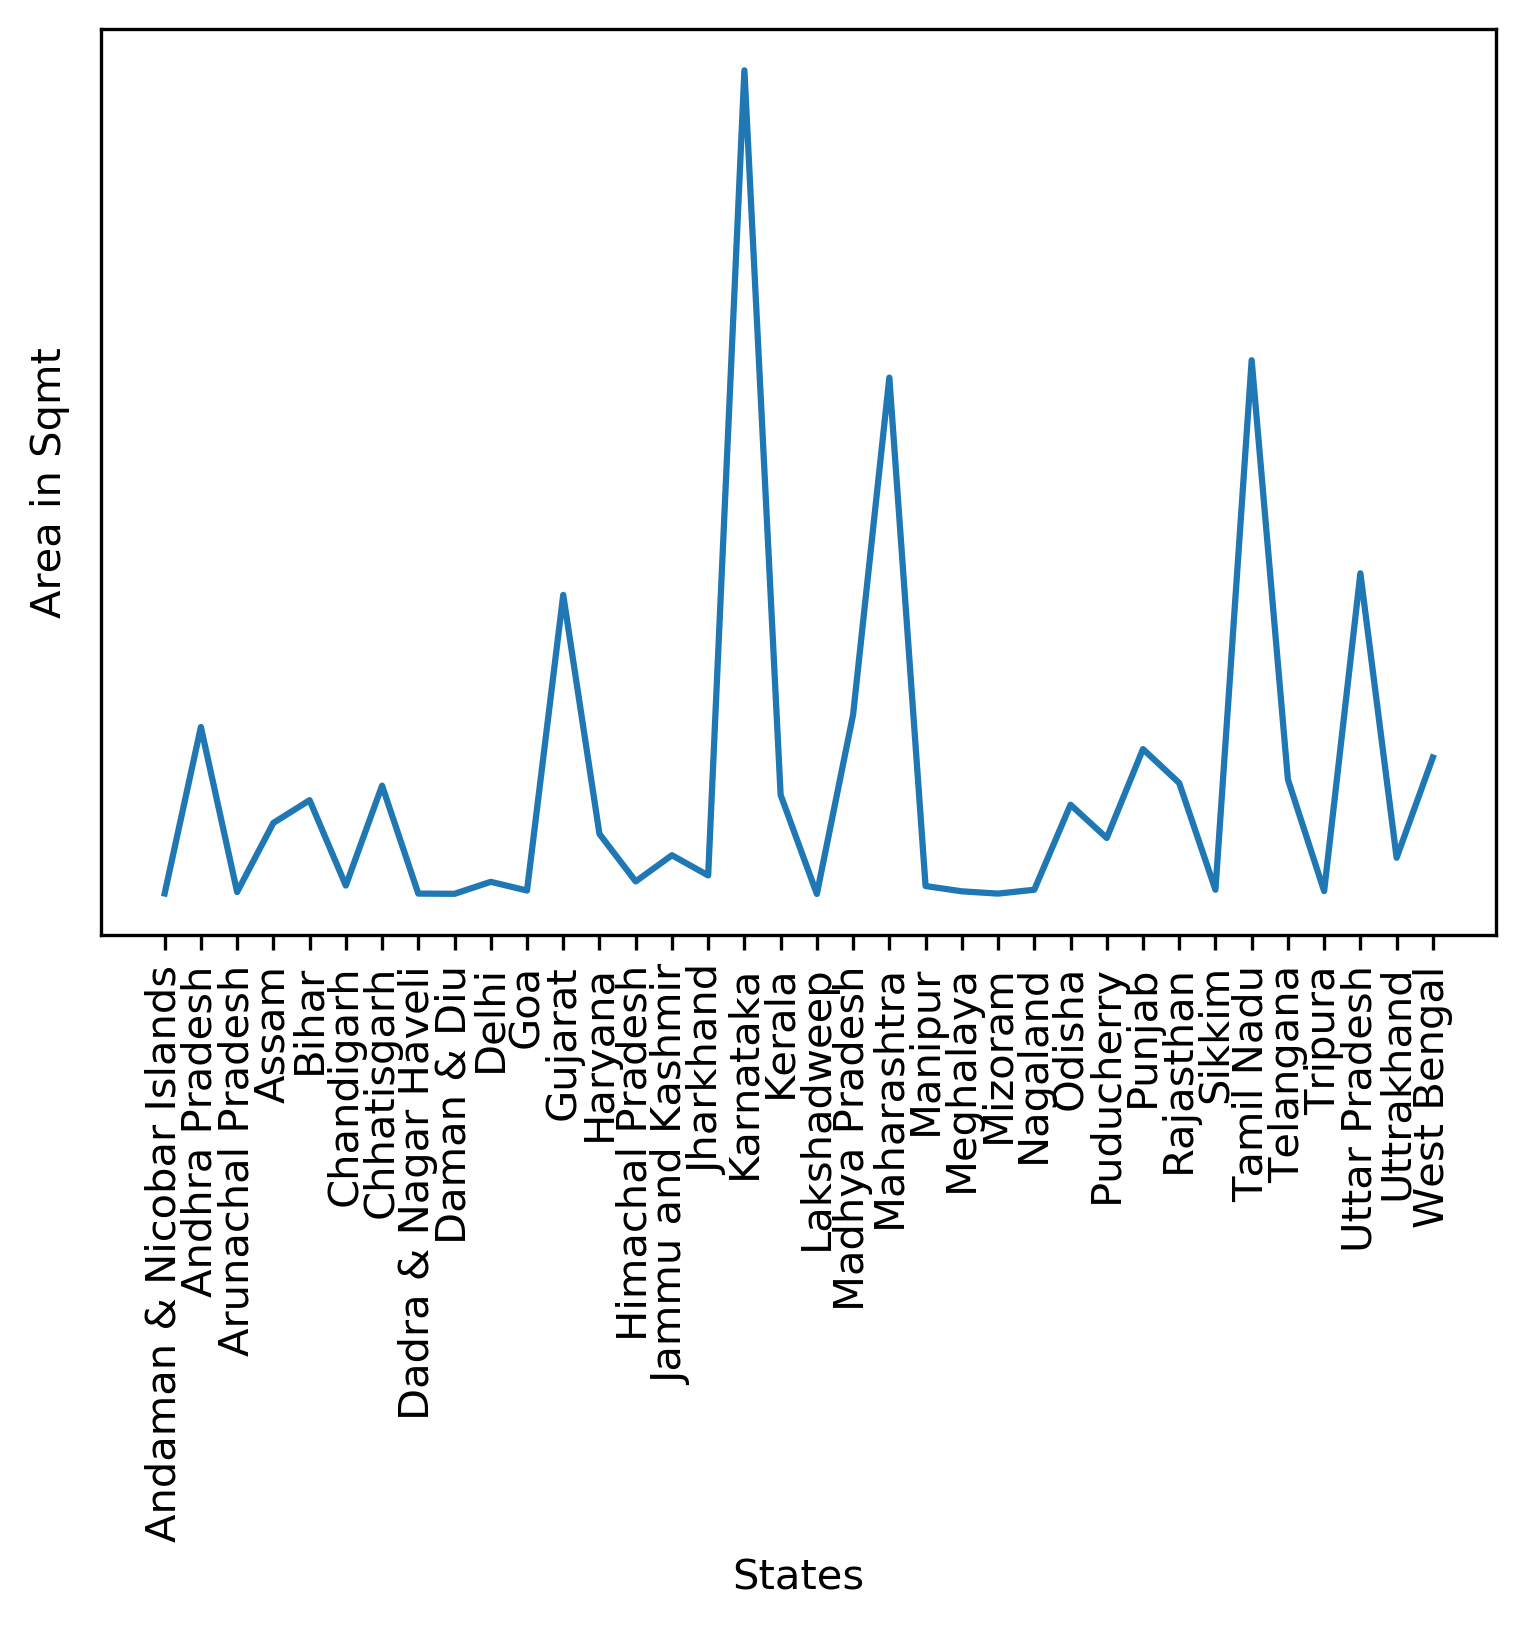 Area in Sqmt
Andaman & Nicobar Islands
Andhra Pradesh
Arunachal Pradesh
Assam
Bihar
Chandigarh
Chhatisgarh
Dadra & Nagar Haveli
Daman & Diu
Delhi
Goa
Gujarat
Haryana
Himachal Pradesh
Jammu and Kashmir
Jharkhand
Karnataka
Kerala
Lakshadweep
Madhya Pradesh
Maharashtra
Manipur
Meghalaya
Mizoram
Nagaland
Odisha
Puducherry
Punjab
Rajasthan
Sikkim
Tamil Nadu
Telangana
Tripura
Uttar Pradesh
Uttrakhand
West Bengal
States